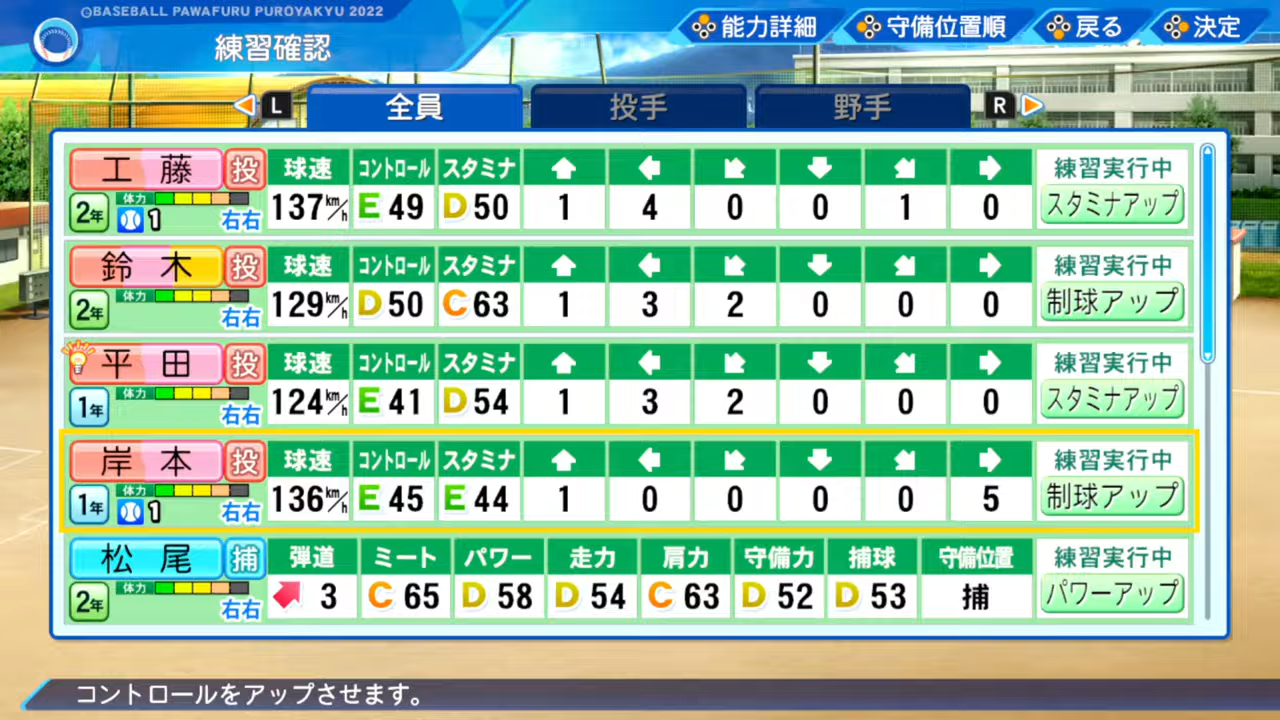 ©BASEBALL PAWAFURU PUROYAKYU 2022
練習確認
能力詳細 守備位置順 戻る 決定
L 全員 投手 野手 R
工藤 投 球速 コントロール スタミナ 練習実行中
2年 体力 1 右右 137km/h E 49 D 50 1 4 0 0 1 0 スタミナアップ
鈴木 投 球速 コントロール スタミナ 練習実行中
2年 体力 右右 129km/h D 50 C 63 1 3 2 0 0 0 制球アップ
平田 投 球速 コントロール スタミナ 練習実行中
1年 体力 右右 124km/h E 41 D 54 1 3 2 0 0 0 スタミナアップ
岸本 投 球速 コントロール スタミナ 練習実行中
1年 体力 1 右右 136km/h E 45 E 44 1 0 0 0 0 5 制球アップ
松尾 捕 弾道 ミート パワー 走力 肩力 守備力 捕球 守備位置 練習実行中
2年 体力 右右 3 C 65 D 58 D 54 C 63 D 52 D 53 捕 パワーアップ
コントロールをアップさせます。